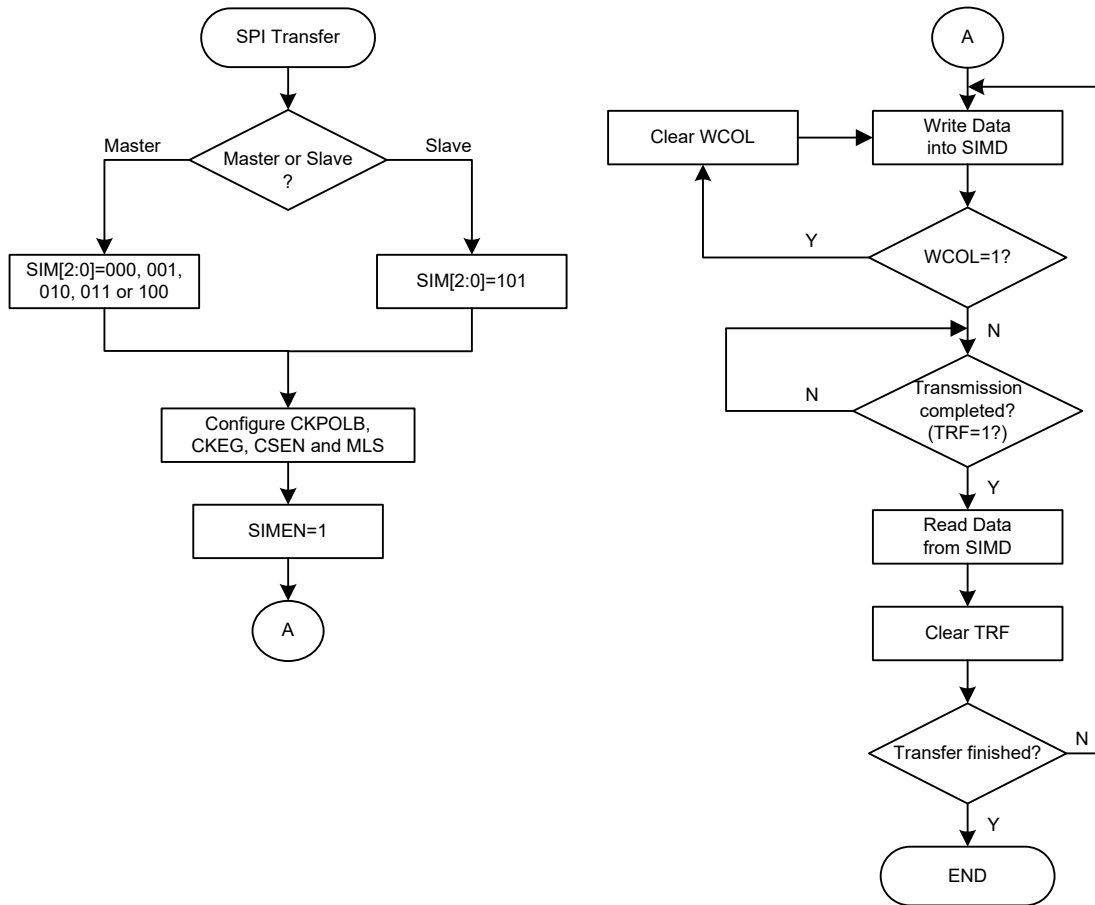 SPI Transfer
Master
Master or Slave
?
Slave
SIM[2:0]=000, 001,
010, 011 or 100
SIM[2:0]=101
Configure CKPOLB,
CKEG, CSEN and MLS
SIMEN=1
A
A
Clear WCOL
Write Data
into SIMD
Y
WCOL=1?
N
N
Transmission
completed?
(TRF=1?)
Y
Read Data
from SIMD
Clear TRF
Transfer finished?
N
Y
END